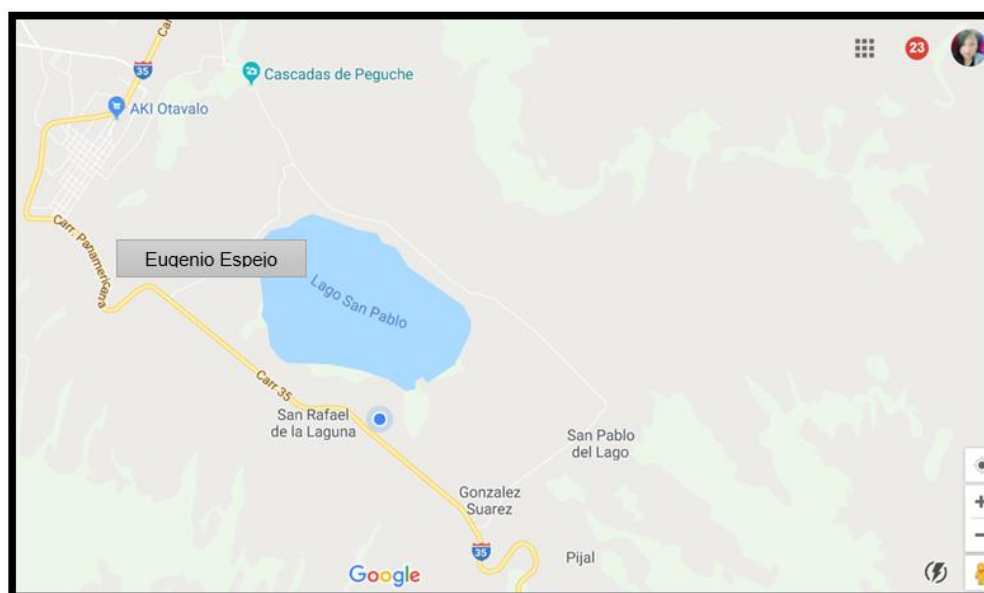 Car
35
23
Cascadas de Peguche
AKI Otavalo
Carr. Panamericana
Eugenio Espejo
Lago San Pablo
Carr 35
San Rafael
de la Laguna
San Pablo
del Lago
Gonzalez
Suarez
35
Pijal
Google